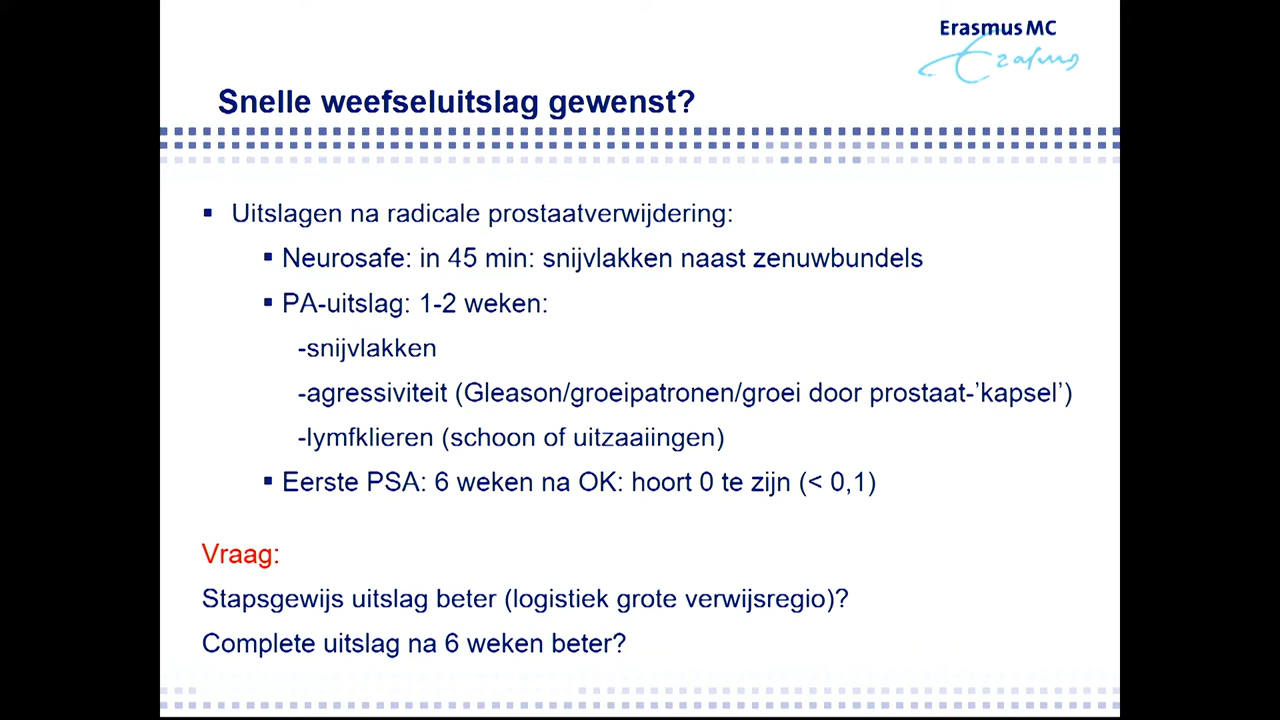 Erasmus MC
Erasmus
Snelle weefseluitslag gewenst?
▪ Uitslagen na radicale prostaatverwijdering:
▪ Neurosafe: in 45 min: snijvlakken naast zenuwbundels
▪ PA-uitslag: 1-2 weken:
-snijvlakken
-agressiviteit (Gleason/groeipatronen/groei door prostaat-’kapsel’)
-lymfklieren (schoon of uitzaaiingen)
▪ Eerste PSA: 6 weken na OK: hoort 0 te zijn (< 0,1)
Vraag:
Stapsgewijs uitslag beter (logistiek grote verwijsregio)?
Complete uitslag na 6 weken beter?